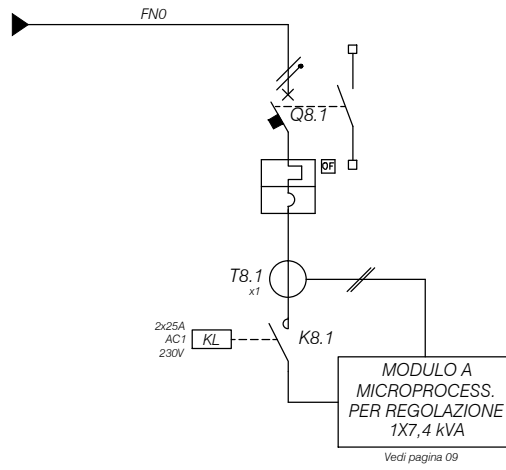 FN0
Q8.1
OF
T8.1
x1
2x25A
AC1
230V
KL
K8.1
MODULO A
MICROPROCESS.
PER REGOLAZIONE
1X7,4 kVA
Vedi pagina 09